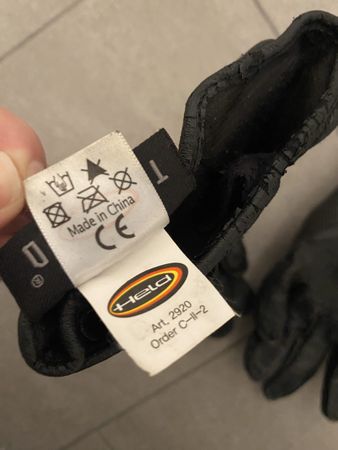 Made in China
CE
D
®
T
Held
Art. 2920
Order C-II-2